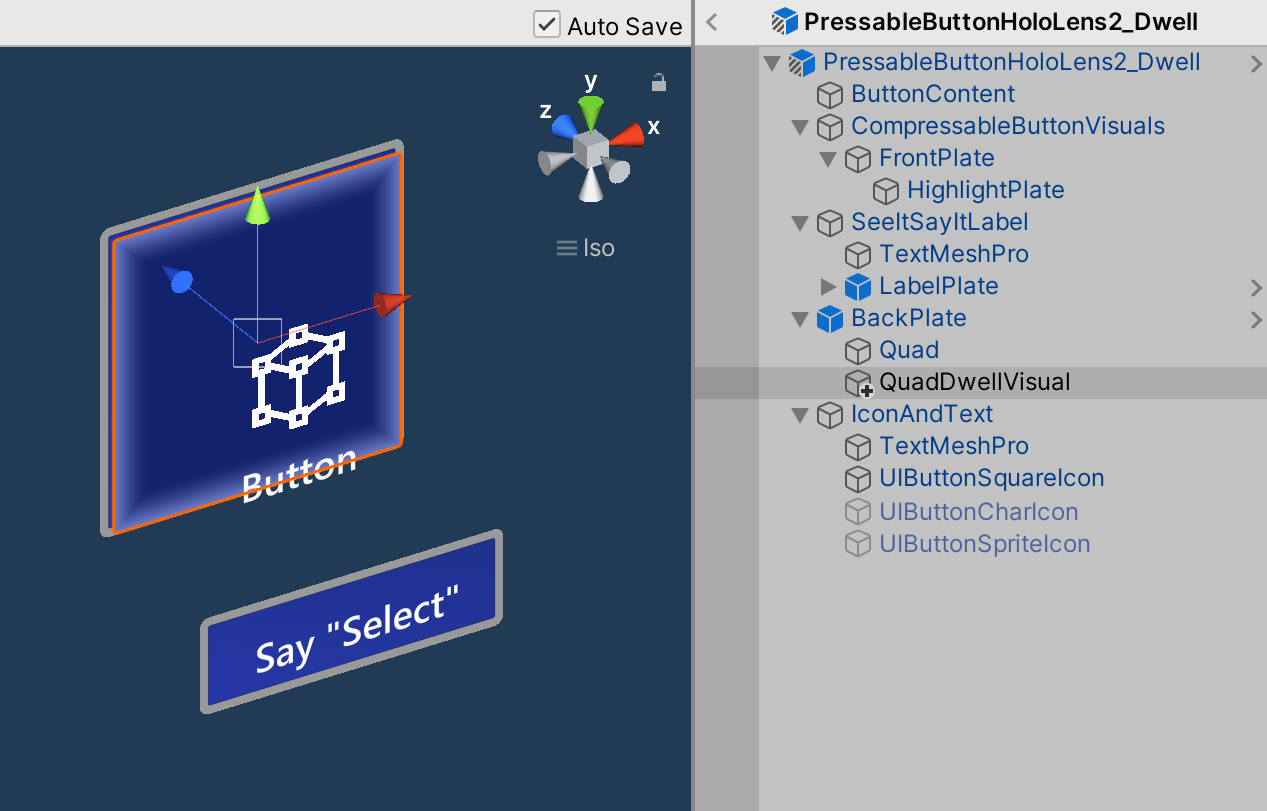 Auto Save
y
z
x
Iso
Button
Say "Select"
PressableButtonHoloLens2_Dwell
PressableButtonHoloLens2_Dwell
ButtonContent
CompressableButtonVisuals
FrontPlate
HighlightPlate
SeeItSayItLabel
TextMeshPro
LabelPlate
BackPlate
Quad
QuadDwellVisual
IconAndText
TextMeshPro
UIButtonSquareIcon
UIButtonCharIcon
UIButtonSpriteIcon